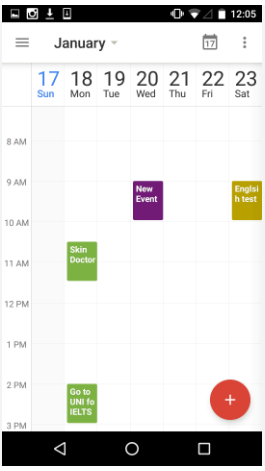 12:05
January
17
17 18 19 20 21 22 23
Sun Mon Tue Wed Thu Fri Sat
8 AM
9 AM
New
Event
Englsi
h test
10 AM
Skin
Doctor
11 AM
12 PM
1 PM
2 PM
Go to
UNI fo
IELTS
3 PM